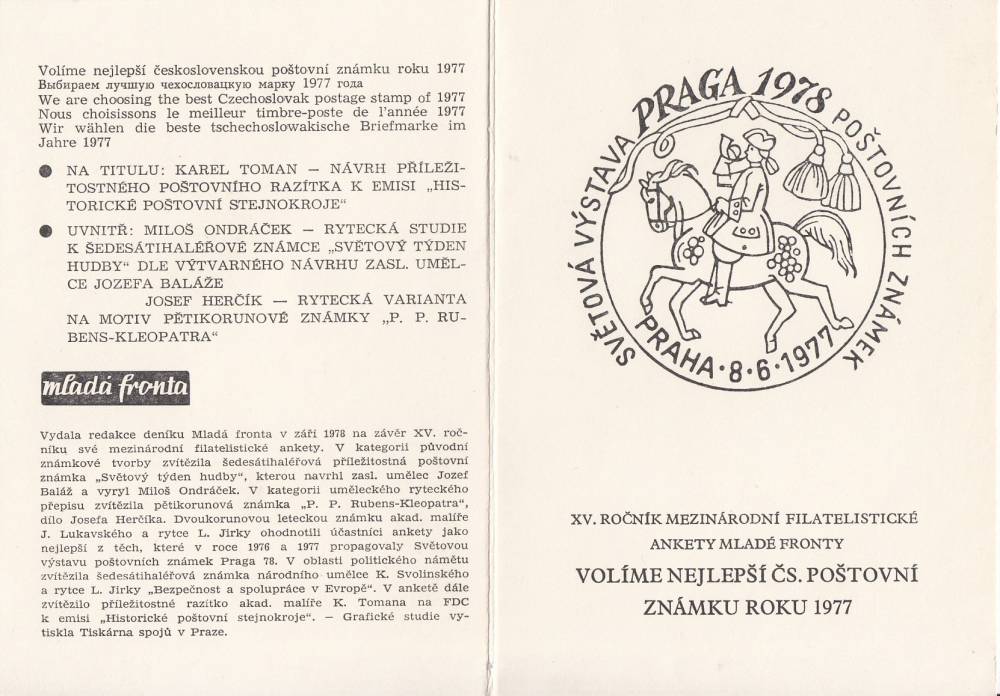 Volíme nejlepší československou poštovní známku roku 1977
Выбираем лучшую чехословацкую марку 1977 года
We are choosing the best Czechoslovak postage stamp of 1977
Nous choisissons le meilleur timbre-poste de l'année 1977
Wir wählen die beste tschechoslowakische Briefmarke im
Jahre 1977
● NA TITULU: KAREL TOMAN — NÁVRH PŘÍLEŽI-
TOSTNÉHO POŠTOVNÍHO RAZÍTKA K EMISI „HIS-
TORICKÉ POŠTOVNÍ STEJNOKROJE“
● UVNITŘ: MILOŠ ONDRÁČEK — RYTECKÁ STUDIE
K ŠEDESÁTIHALÉŘOVÉ ZNÁMCE „SVĚTOVÝ TÝDEN
HUDBY“ DLE VÝTVARNÉHO NÁVRHU ZASL. UMĚL-
CE JOZEFA BALÁŽE
JOSEF HERČÍK — RYTECKÁ VARIANTA
NA MOTIV PĚTIKORUNOVÉ ZNÁMKY „P. P. RU-
BENS-KLEOPATRA“
mladá fronta
Vydala redakce deníku Mladá fronta v září 1978 na závěr XV. roč-
níku své mezinárodní filatelistické ankety. V kategorii původní
známkové tvorby zvítězila šedesátihaléřová příležitostná poštovní
známka „Světový týden hudby“, kterou navrhl zasl. umělec Jozef
Baláž a vyryl Miloš Ondráček. V kategorii uměleckého ryteckého
přepisu zvítězila pětikorunová známka „P. P. Rubens-Kleopatra“,
dílo Josefa Herčíka. Dvoukorunovou leteckou známku akad. malíře
J. Lukavského a rytce L. Jirky ohodnotili účastníci ankety jako
nejlepší z těch, které v roce 1976 a 1977 propagovaly Světovou
výstavu poštovních známek Praga 78. V oblasti politického námětu
zvítězila šedesátihaléřová známka národního umělce K. Svolinského
a rytce L. Jirky „Bezpečnost a spolupráce v Evropě“. V anketě dále
zvítězilo příležitostné razítko akad. malíře K. Tomana na FDC
k emisi „Historické poštovní stejnokroje“. — Grafické studie vy-
tiskla Tiskárna spojů v Praze.
SVĚTOVÁ VÝSTAVA PRAGA 1978 POŠTOVNÍCH ZNÁMEK
PRAHA·8·6·1977
XV. ROČNÍK MEZINÁRODNÍ FILATELISTICKÉ
ANKETY MLADÉ FRONTY
VOLÍME NEJLEPŠÍ ČS. POŠTOVNÍ
ZNÁMKU ROKU 1977